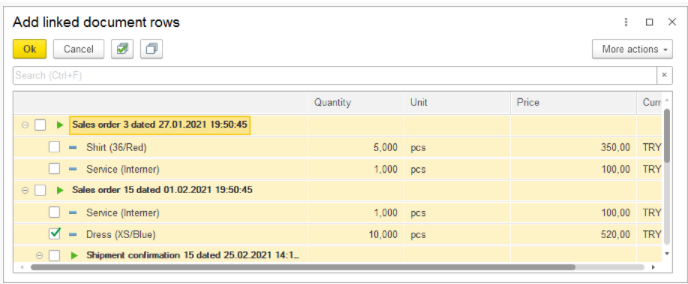 Add linked document rows
Ok Cancel More actions
Search (Ctrl+F)
Quantity Unit Price Curr
Sales order 3 dated 27.01.2021 19:50:45
Shirt (36/Red) 5,000 pcs 350,00 TRY
Service (Interner) 1,000 pcs 100,00 TRY
Sales order 15 dated 01.02.2021 19:50:45
Service (Interner) 1,000 pcs 100,00 TRY
Dress (XS/Blue) 10,000 pcs 520,00 TRY
Shipment confirmation 15 dated 25.02.2021 14:1...